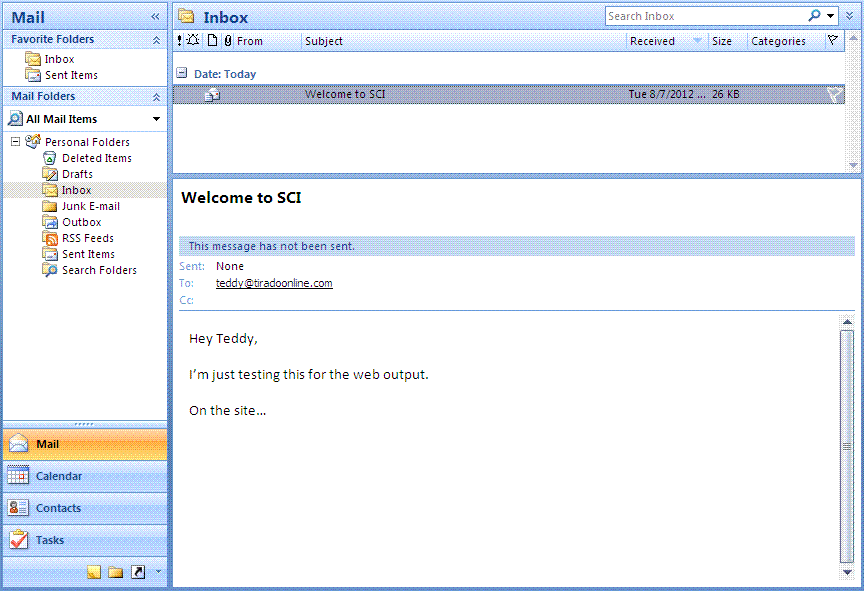 Mail
Favorite Folders
Inbox
Sent Items
Mail Folders
All Mail Items
Personal Folders
Deleted Items
Drafts
Inbox
Junk E-mail
Outbox
RSS Feeds
Sent Items
Search Folders
Mail
Calendar
Contacts
Tasks
Inbox
Search Inbox
From Subject Received Size Categories
Date: Today
Welcome to SCI Tue 8/7/2012 ... 26 KB
Welcome to SCI
This message has not been sent.
Sent: None
To: teddy@tiradoonline.com
Cc:
Hey Teddy,
I'm just testing this for the web output.
On the site...